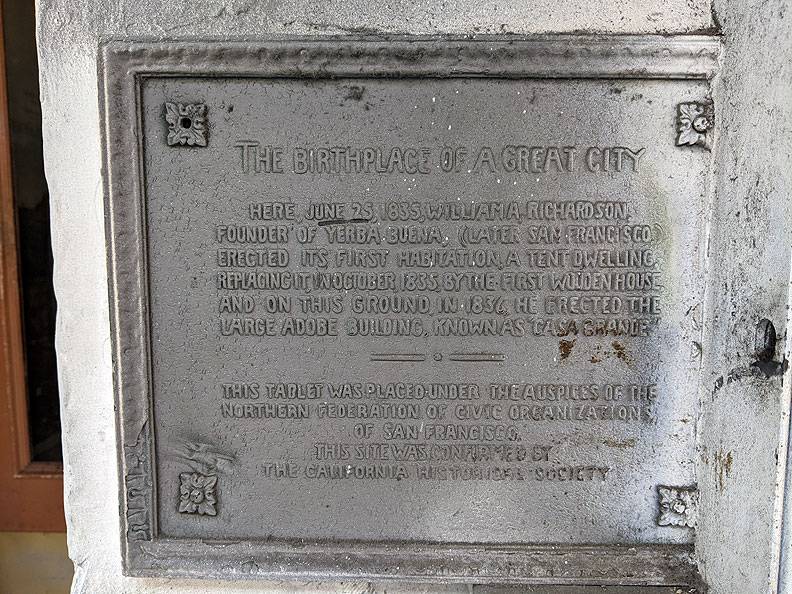 THE BIRTHPLACE OF A GREAT CITY
HERE, JUNE 25, 1835, WILLIAM A. RICHARDSON,
FOUNDER OF YERBA BUENA, (LATER SAN FRANCISCO)
ERECTED ITS FIRST HABITATION, A TENT DWELLING,
REPLACING IT, IN OCTOBER, 1835, BY THE FIRST WOODEN HOUSE,
AND ON THIS GROUND, IN 1836, HE ERECTED THE
LARGE ADOBE BUILDING, KNOWN AS "CASA GRANDE"
THIS TABLET WAS PLACED UNDER THE AUSPICES OF THE
NORTHERN FEDERATION OF CIVIC ORGANIZATIONS
OF SAN FRANCISCO.
THIS SITE WAS CONFIRMED BY
THE CALIFORNIA HISTORICAL SOCIETY